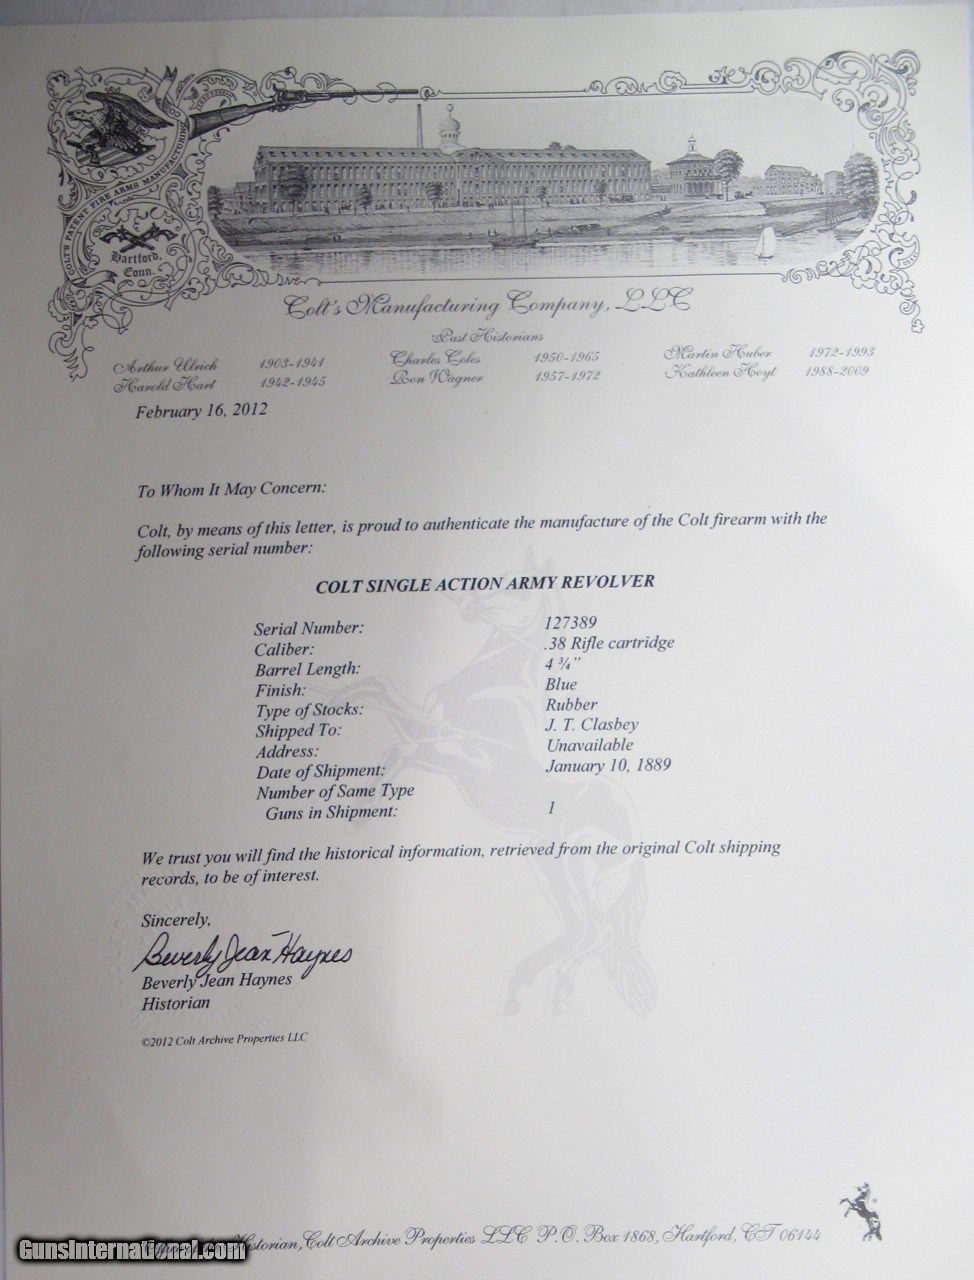 COLT'S PATENT FIRE ARMS MANUFACTURING CO
Hartford,
Conn.
Colt's Manufacturing Company, LLC
Past Historians
Arthur Ulrich 1903-1941 Charles Coles 1950-1965 Martin Huber 1972-1993
Harold Hart 1942-1945 Ron Wagner 1957-1972 Kathleen Hoyt 1988-2009
February 16, 2012
To Whom It May Concern:
Colt, by means of this letter, is proud to authenticate the manufacture of the Colt firearm with the
following serial number:
COLT SINGLE ACTION ARMY REVOLVER
Serial Number: 127389
Caliber: .38 Rifle cartridge
Barrel Length: 4 ¾”
Finish: Blue
Type of Stocks: Rubber
Shipped To: J. T. Clasbey
Address: Unavailable
Date of Shipment: January 10, 1889
Number of Same Type
Guns in Shipment: 1
We trust you will find the historical information, retrieved from the original Colt shipping
records, to be of interest.
Sincerely,
Beverly Jean Haynes
Beverly Jean Haynes
Historian
©2012 Colt Archive Properties LLC
Historian, Colt Archive Properties LLC P.O. Box 1868, Hartford, CT 06144
GunsInternational.com